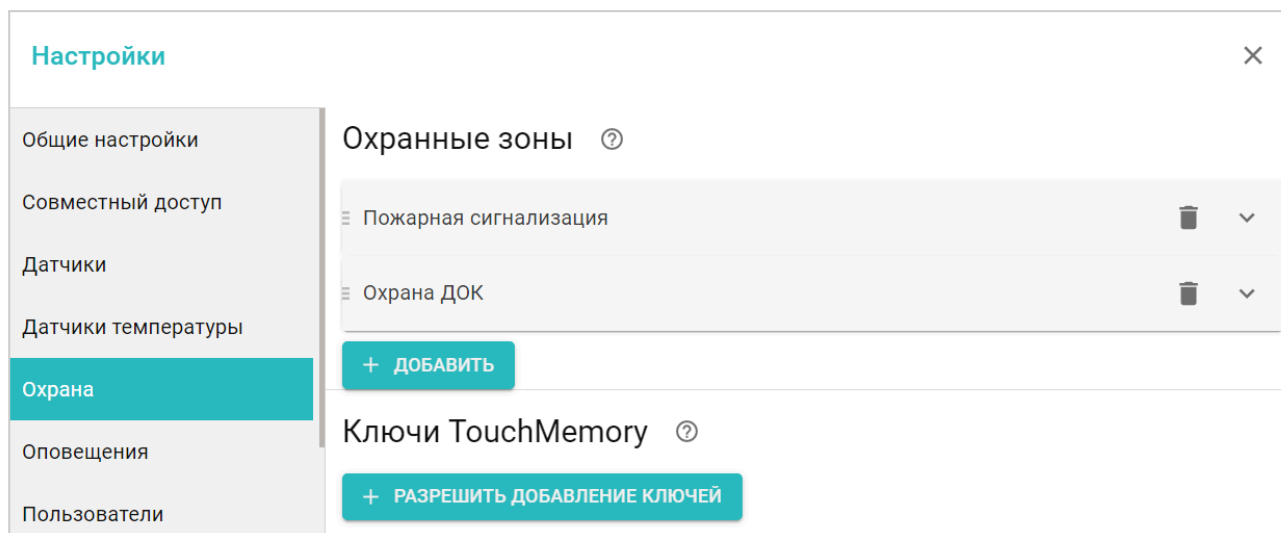 Настройки
Общие настройки
Совместный доступ
Датчики
Датчики температуры
Охрана
Оповещения
Пользователи
Охранные зоны
Пожарная сигнализация
Охрана ДОК
+ ДОБАВИТЬ
Ключи TouchMemory
+ РАЗРЕШИТЬ ДОБАВЛЕНИЕ КЛЮЧЕЙ